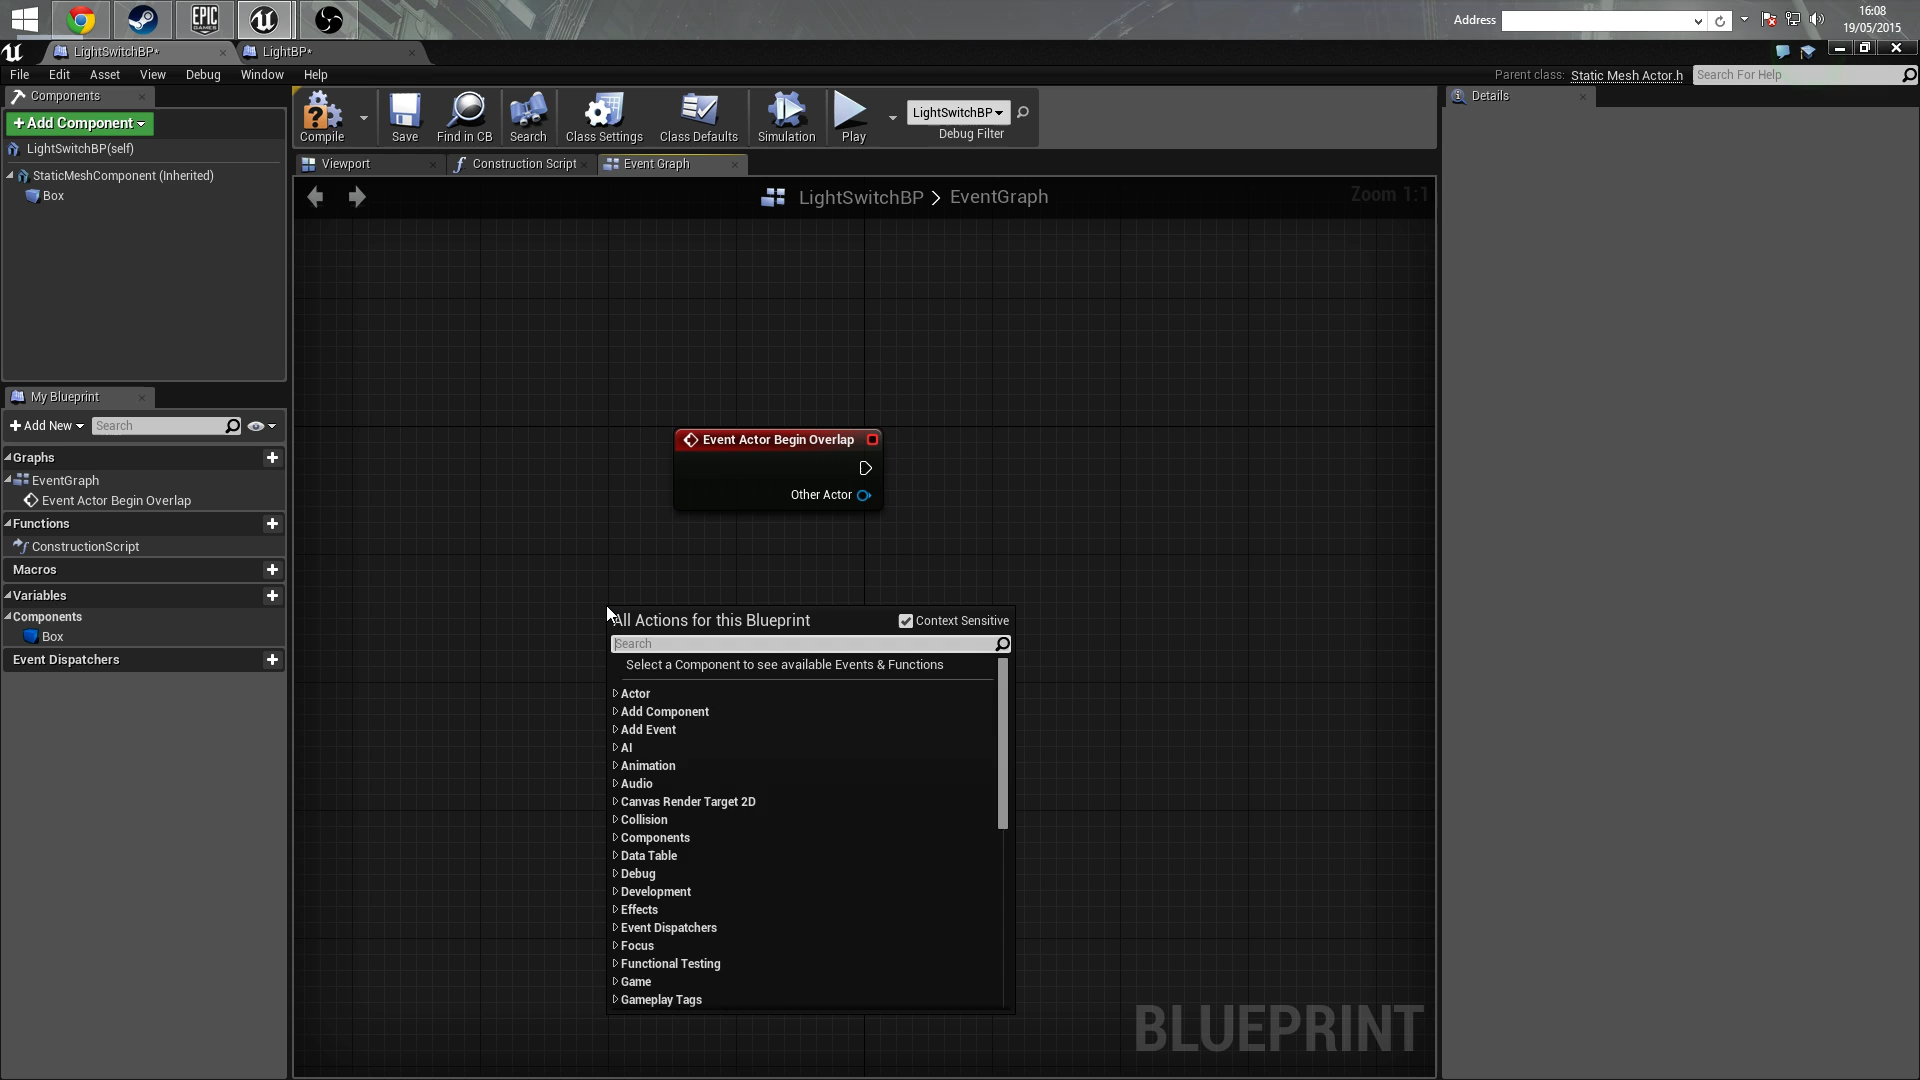 Address
16:08
19/05/2015
EPIC
GAMES
LightSwitchBP*
LightBP*
File Edit Asset View Debug Window Help
Parent class: Static Mesh Actor.h
Search For Help
Components
+Add Component
LightSwitchBP(self)
StaticMeshComponent (Inherited)
Box
Compile
Save
Find in CB
Search
Class Settings
Class Defaults
Simulation
Play
LightSwitchBP
Debug Filter
Details
Viewport
Construction Script
Event Graph
LightSwitchBP > EventGraph
Zoom 1:1
My Blueprint
+Add New
Search
Graphs
EventGraph
Event Actor Begin Overlap
Functions
ConstructionScript
Macros
Variables
Components
Box
Event Dispatchers
Event Actor Begin Overlap
Other Actor
All Actions for this Blueprint
Context Sensitive
Search
Select a Component to see available Events & Functions
Actor
Add Component
Add Event
AI
Animation
Audio
Canvas Render Target 2D
Collision
Components
Data Table
Debug
Development
Effects
Event Dispatchers
Focus
Functional Testing
Game
Gameplay Tags
BLUEPRINT